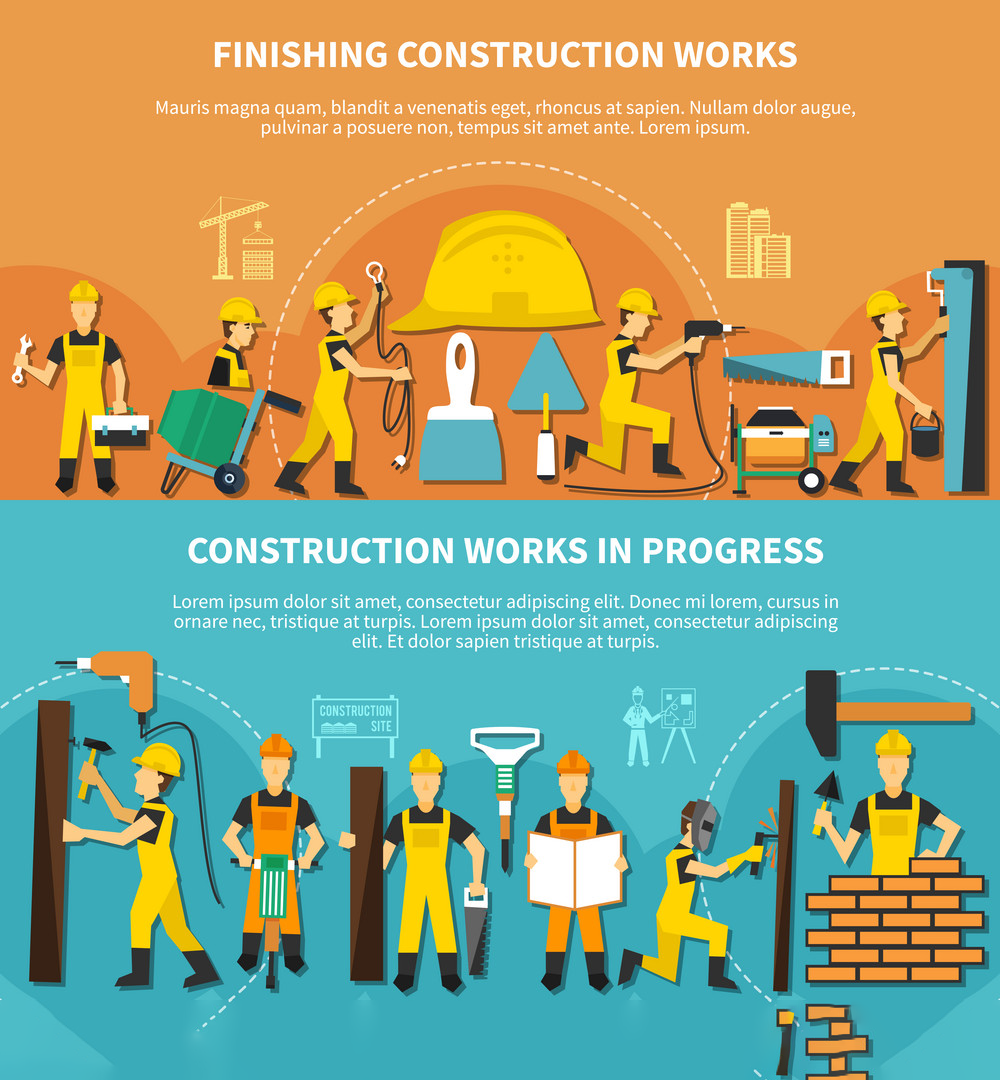 FINISHING CONSTRUCTION WORKS
Mauris magna quam, blandit a venenatis eget, rhoncus at sapien. Nullam dolor augue,
pulvinar a posuere non, tempus sit amet ante. Lorem ipsum.
CONSTRUCTION WORKS IN PROGRESS
Lorem ipsum dolor sit amet, consectetur adipiscing elit. Donec mi lorem, cursus in
ornare nec, tristique at turpis. Lorem ipsum dolor sit amet, consectetur adipiscing
elit. Et dolor sapien tristique at turpis.
CONSTRUCTION
SITE